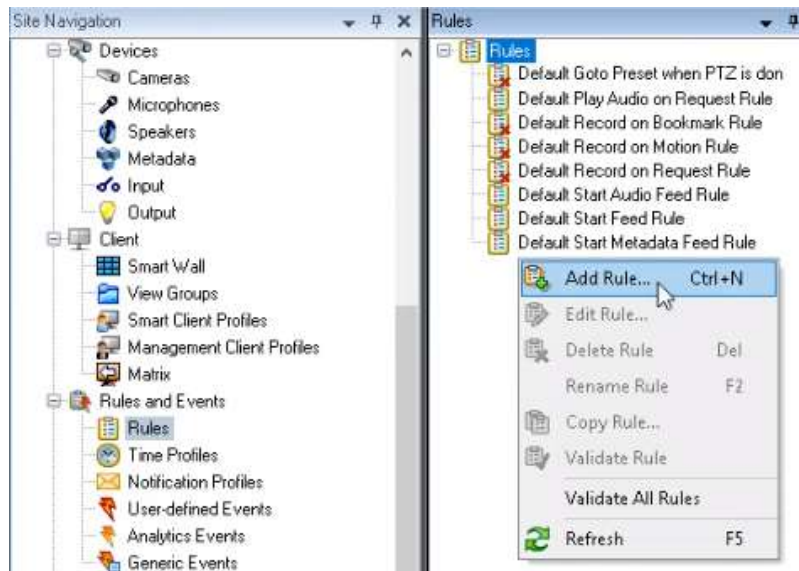 Site Navigation
Devices
Cameras
Microphones
Speakers
Metadata
Input
Output
Client
Smart Wall
View Groups
Smart Client Profiles
Management Client Profiles
Matrix
Rules and Events
Rules
Time Profiles
Notification Profiles
User-defined Events
Analytics Events
Generic Events
Rules
Rules
Default Goto Preset when PTZ is don
Default Play Audio on Request Rule
Default Record on Bookmark Rule
Default Record on Motion Rule
Default Record on Request Rule
Default Start Audio Feed Rule
Default Start Feed Rule
Default Start Metadata Feed Rule
Add Rule... Ctrl+N
Edit Rule...
Delete Rule Del
Rename Rule F2
Copy Rule...
Validate Rule
Validate All Rules
Refresh F5